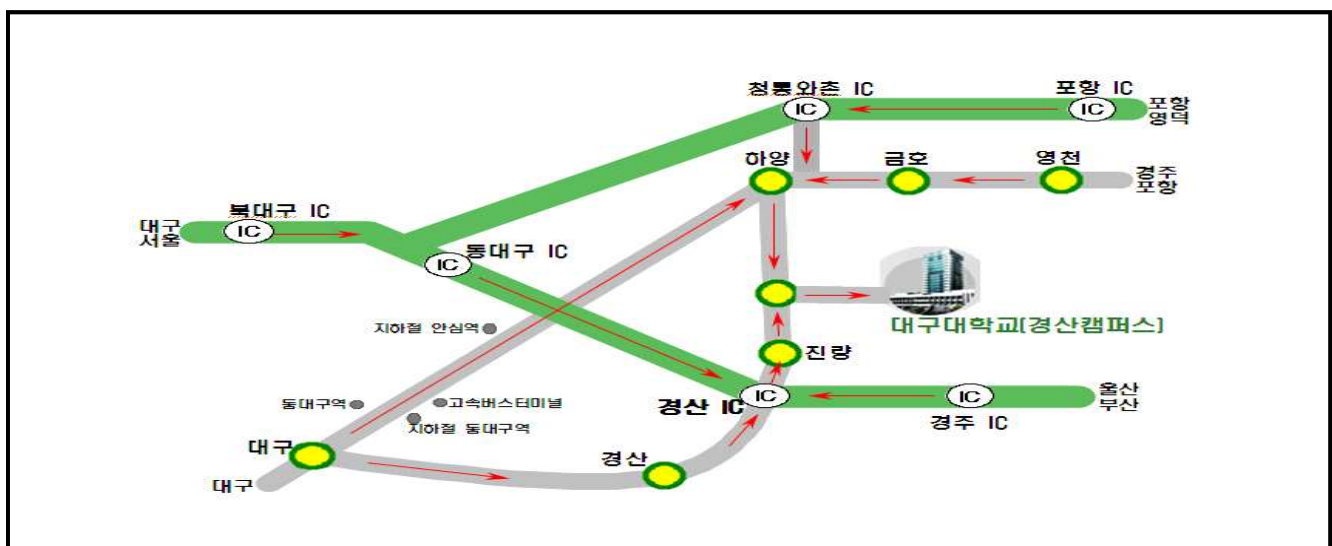 청통와촌 IC
포항 IC
IC
IC
포항
영덕
하양
금호
영천
경주
포항
북대구 IC
대구
서울
IC
동대구 IC
IC
대구대학교(경산캠퍼스)
지하철 안심역
진량
경산 IC
IC
IC
경주 IC
울산
부산
동대구역
고속버스터미널
지하철 동대구역
대구
경산
대구